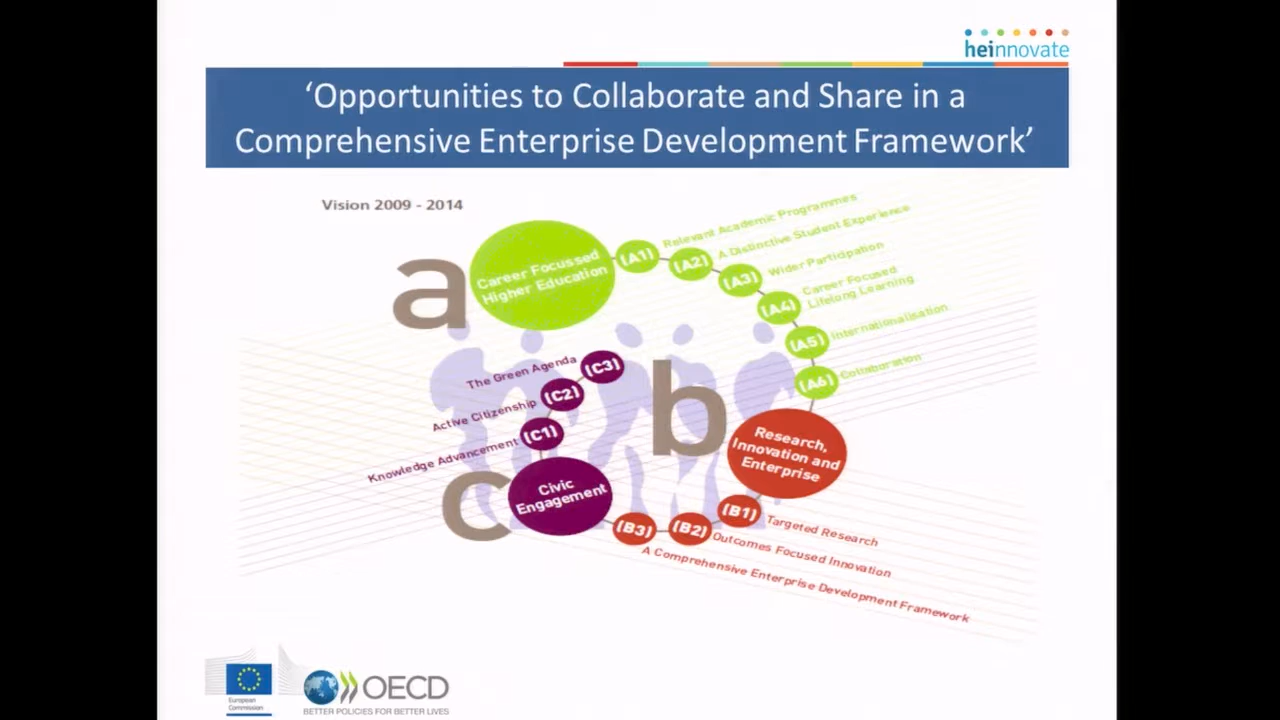 heinnovate
‘Opportunities to Collaborate and Share in a
Comprehensive Enterprise Development Framework’
Vision 2009 - 2014
a
Career Focussed
Higher Education
(A1)
Relevant Academic Programmes
(A2)
A Distinctive Student Experience
(A3)
Wider Participation
(A4)
Career Focused
Lifelong Learning
(A5)
Internationalisation
(A6)
Collaboration
b
Research,
Innovation and
Enterprise
(B1)
Targeted Research
(B2)
Outcomes Focused Innovation
(B3)
A Comprehensive Enterprise Development Framework
c
Civic
Engagement
(C1)
Knowledge Advancement
(C2)
Active Citizenship
(C3)
The Green Agenda
European
Commission
OECD
BETTER POLICIES FOR BETTER LIVES